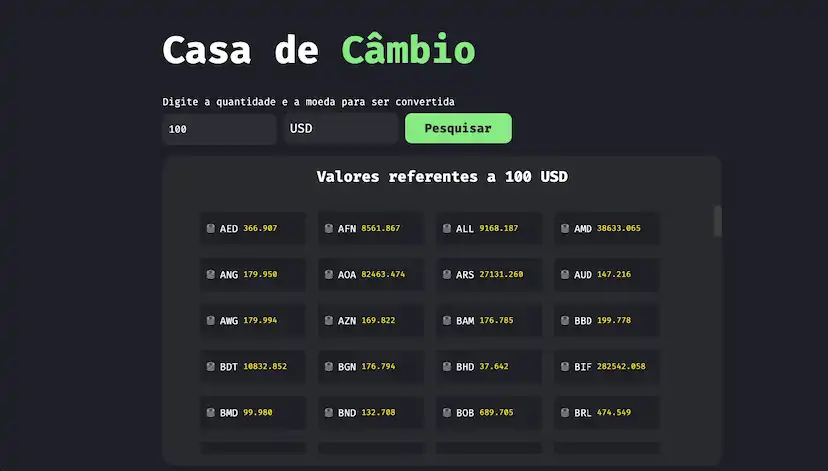 Casa de Câmbio
Digite a quantidade e a moeda para ser convertida
100 USD Pesquisar
Valores referentes a 100 USD
AED 366.907 AFN 8561.867 ALL 9168.187 AMD 38633.065
ANG 179.950 AOA 82463.474 ARS 27131.260 AUD 147.216
AWG 179.994 AZN 169.822 BAM 176.785 BBD 199.778
BDT 10832.852 BGN 176.794 BHD 37.642 BIF 282542.058
BMD 99.980 BND 132.708 BOB 689.705 BRL 474.549